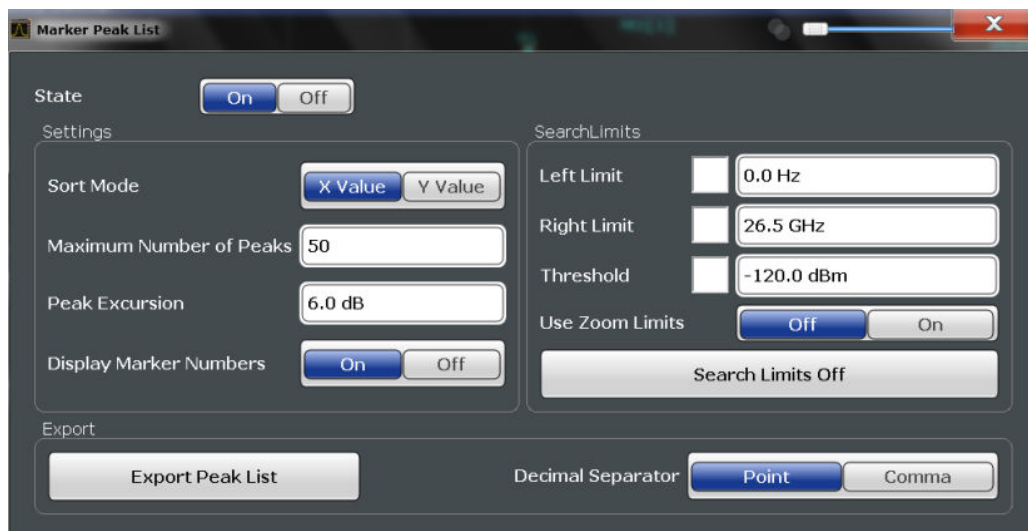 Marker Peak List
State
On Off
Settings
Sort Mode
X Value Y Value
Maximum Number of Peaks 50
Peak Excursion 6.0 dB
Display Marker Numbers On Off
SearchLimits
Left Limit 0.0 Hz
Right Limit 26.5 GHz
Threshold -120.0 dBm
Use Zoom Limits Off On
Search Limits Off
Export
Export Peak List
Decimal Separator Point Comma